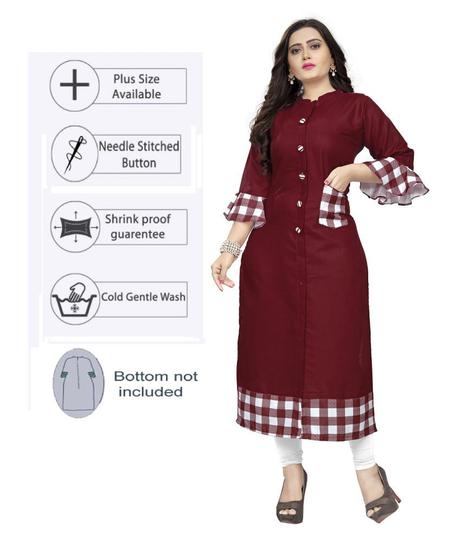 Plus Size
Available
Needle Stitched
Button
Shrink proof
guarentee
Cold Gentle Wash
Bottom not
included